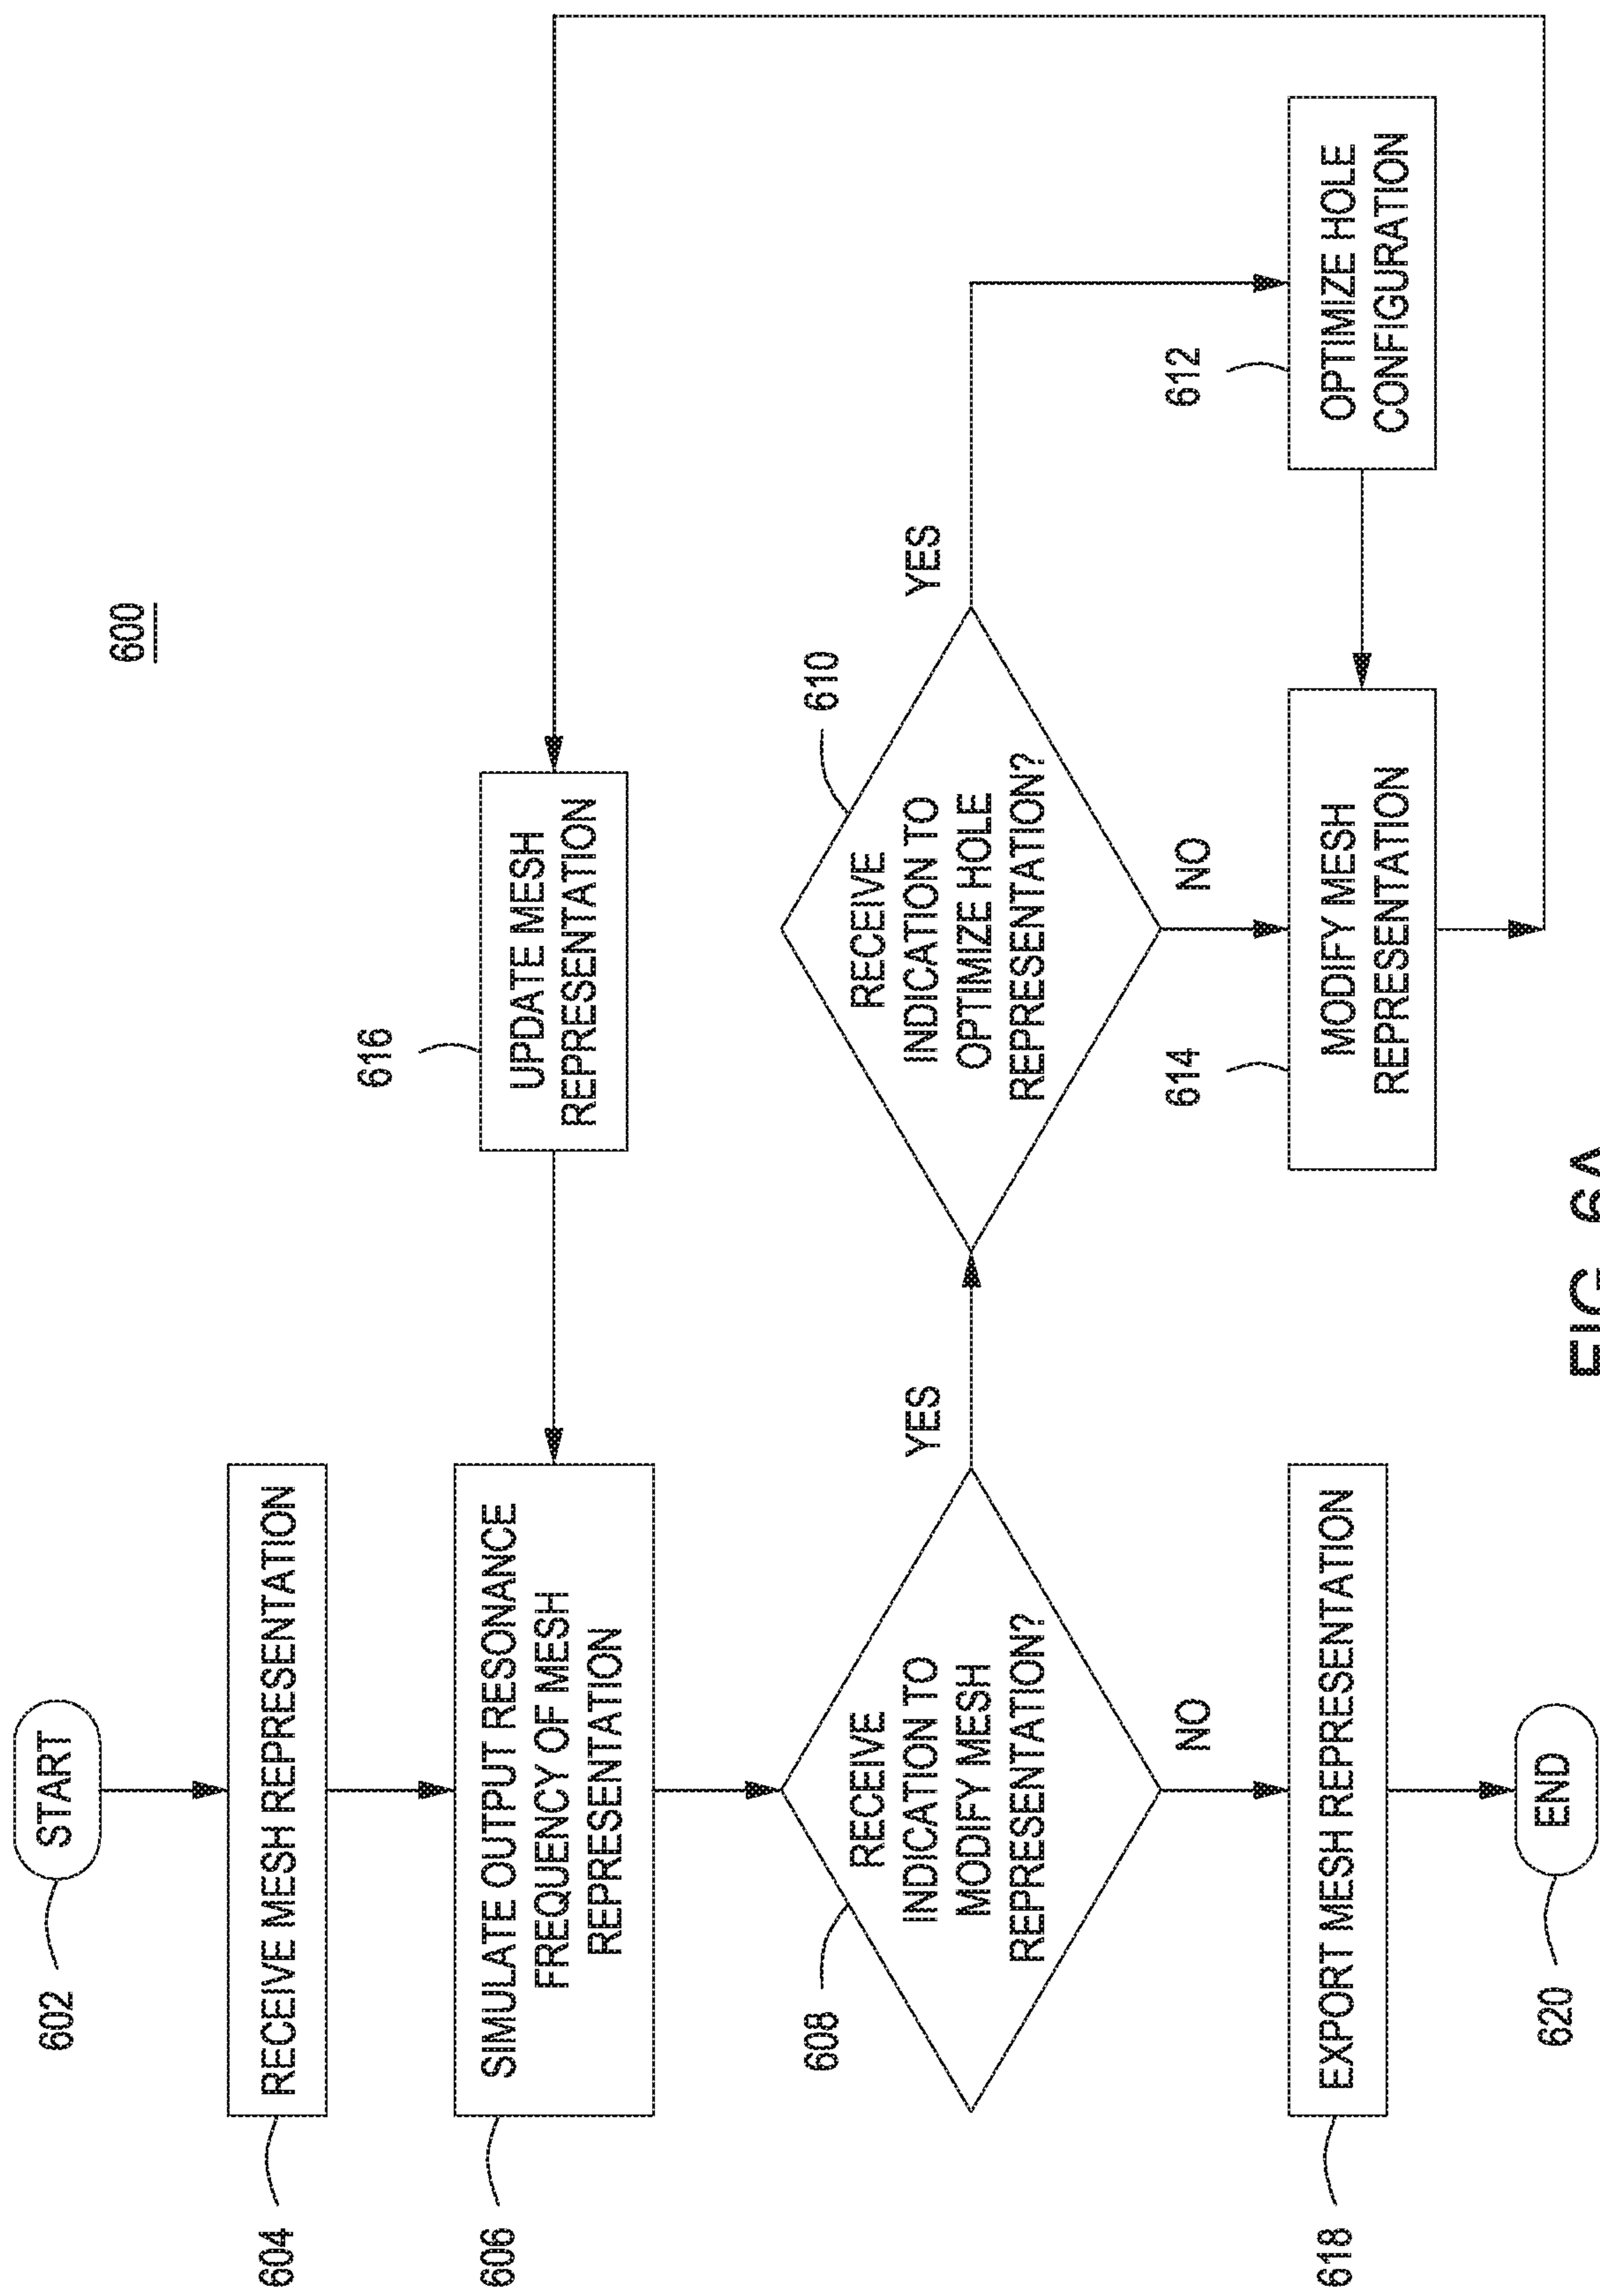 600
602
START
604
RECEIVE MESH REPRESENTATION
606
SIMULATE OUTPUT RESONANCE
FREQUENCY OF MESH
REPRESENTATION
616
UPDATE MESH
REPRESENTATION
608
RECEIVE
INDICATION TO
MODIFY MESH
REPRESENTATION?
YES
NO
610
RECEIVE
INDICATION TO
OPTIMIZE HOLE
REPRESENTATION?
YES
NO
612
OPTIMIZE HOLE
CONFIGURATION
614
MODIFY MESH
REPRESENTATION
618
EXPORT MESH REPRESENTATION
620
END
FIG. 6A